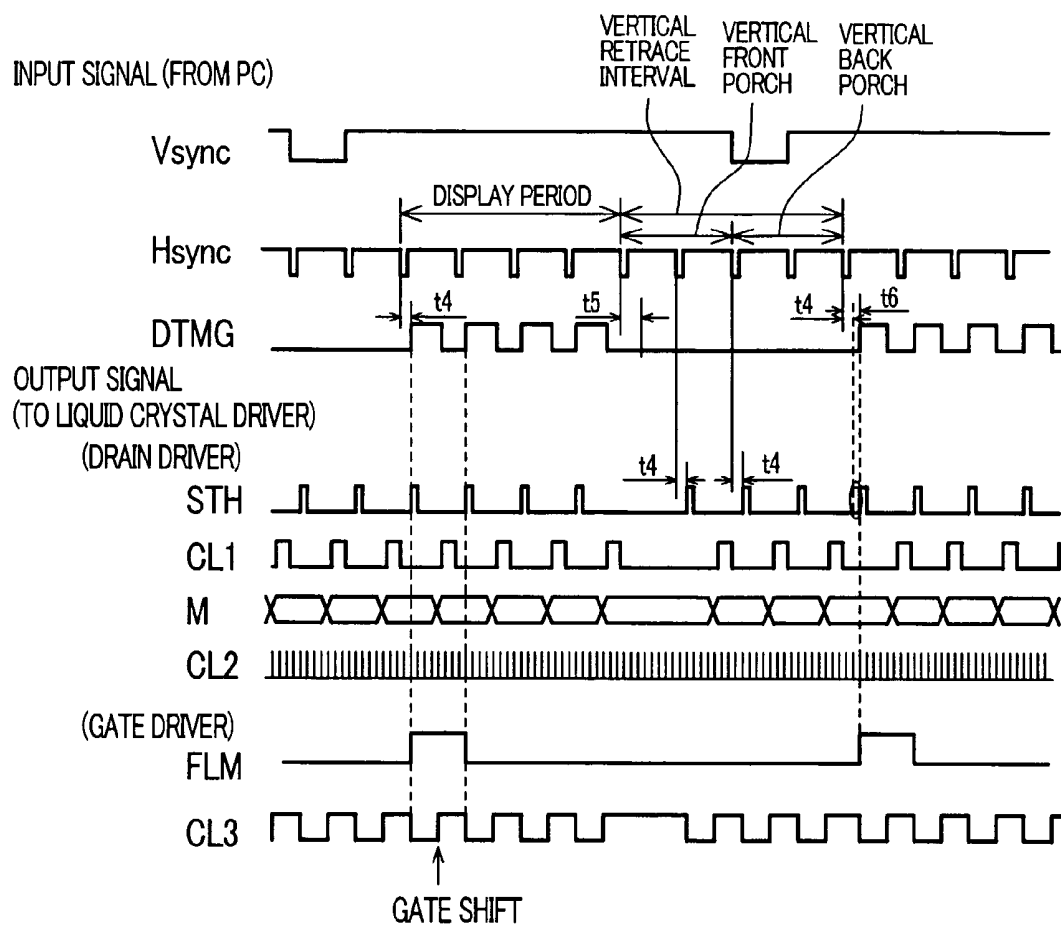 VERTICAL RETRACE INTERVAL
VERTICAL FRONT PORCH
VERTICAL BACK PORCH
INPUT SIGNAL (FROM PC)
Vsync
DISPLAY PERIOD
Hsync
t4
t5
t4
t6
DTMG
OUTPUT SIGNAL
(TO LIQUID CRYSTAL DRIVER)
(DRAIN DRIVER)
t4
t4
STH
CL1
M
CL2
(GATE DRIVER)
FLM
CL3
GATE SHIFT